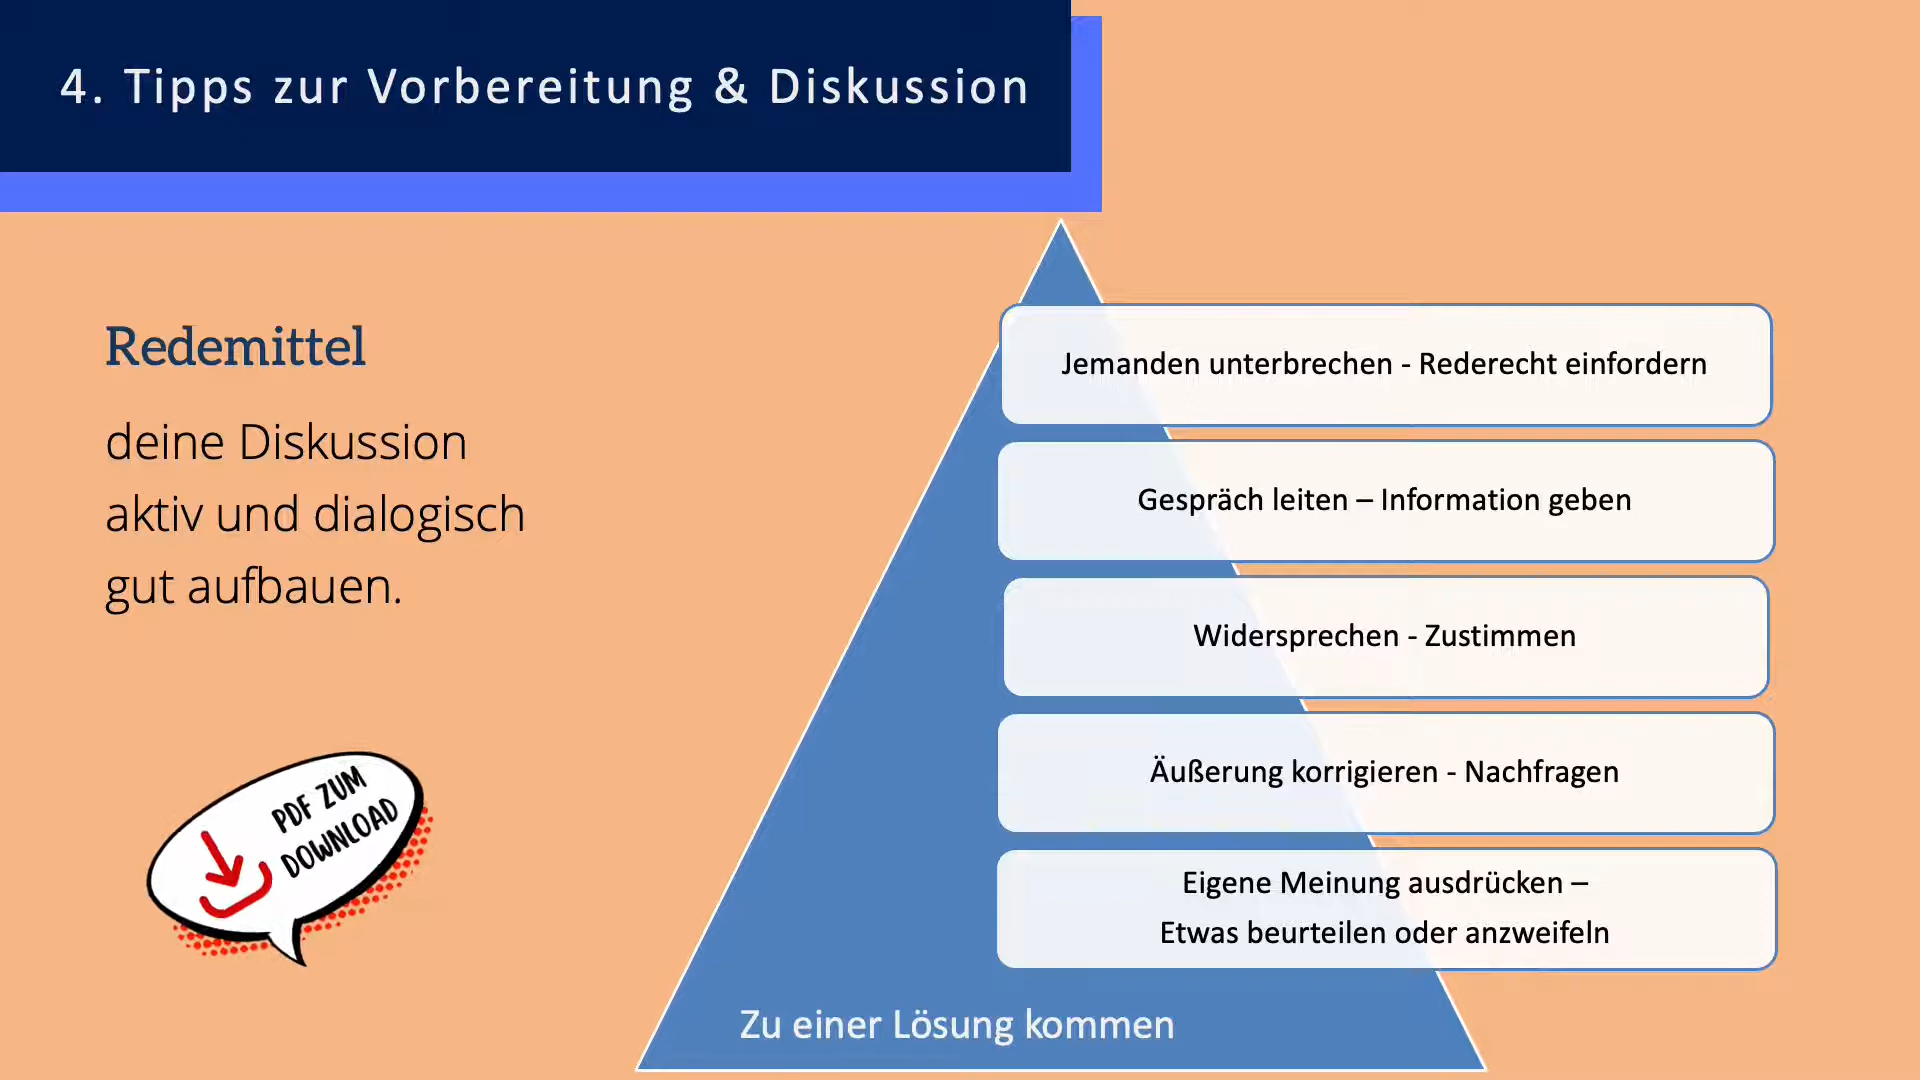 4. Tipps zur Vorbereitung & Diskussion
Redemittel
deine Diskussion
aktiv und dialogisch
gut aufbauen.
PDF ZUM
DOWNLOAD
Jemanden unterbrechen - Rederecht einfordern
Gespräch leiten – Information geben
Widersprechen - Zustimmen
Äußerung korrigieren - Nachfragen
Eigene Meinung ausdrücken –
Etwas beurteilen oder anzweifeln
Zu einer Lösung kommen